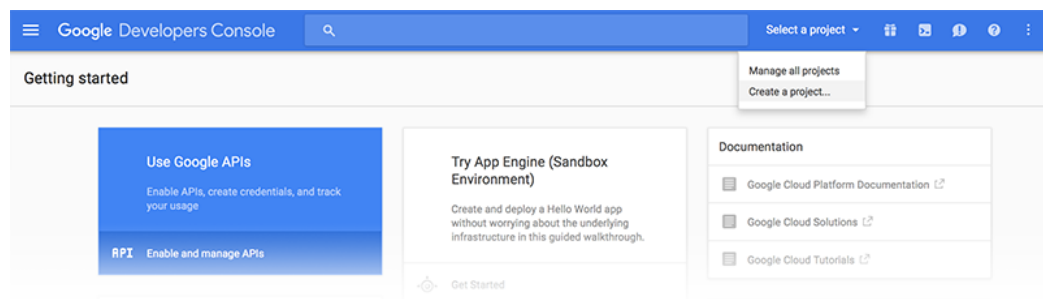 Google Developers Console
Select a project
Manage all projects
Create a project...
Getting started
Use Google APIs
Enable APIs, create credentials, and track
your usage
API Enable and manage APIs
Try App Engine (Sandbox
Environment)
Create and deploy a Hello World app
without worrying about the underlying
infrastructure in this guided walkthrough.
Get Started
Documentation
Google Cloud Platform Documentation
Google Cloud Solutions
Google Cloud Tutorials